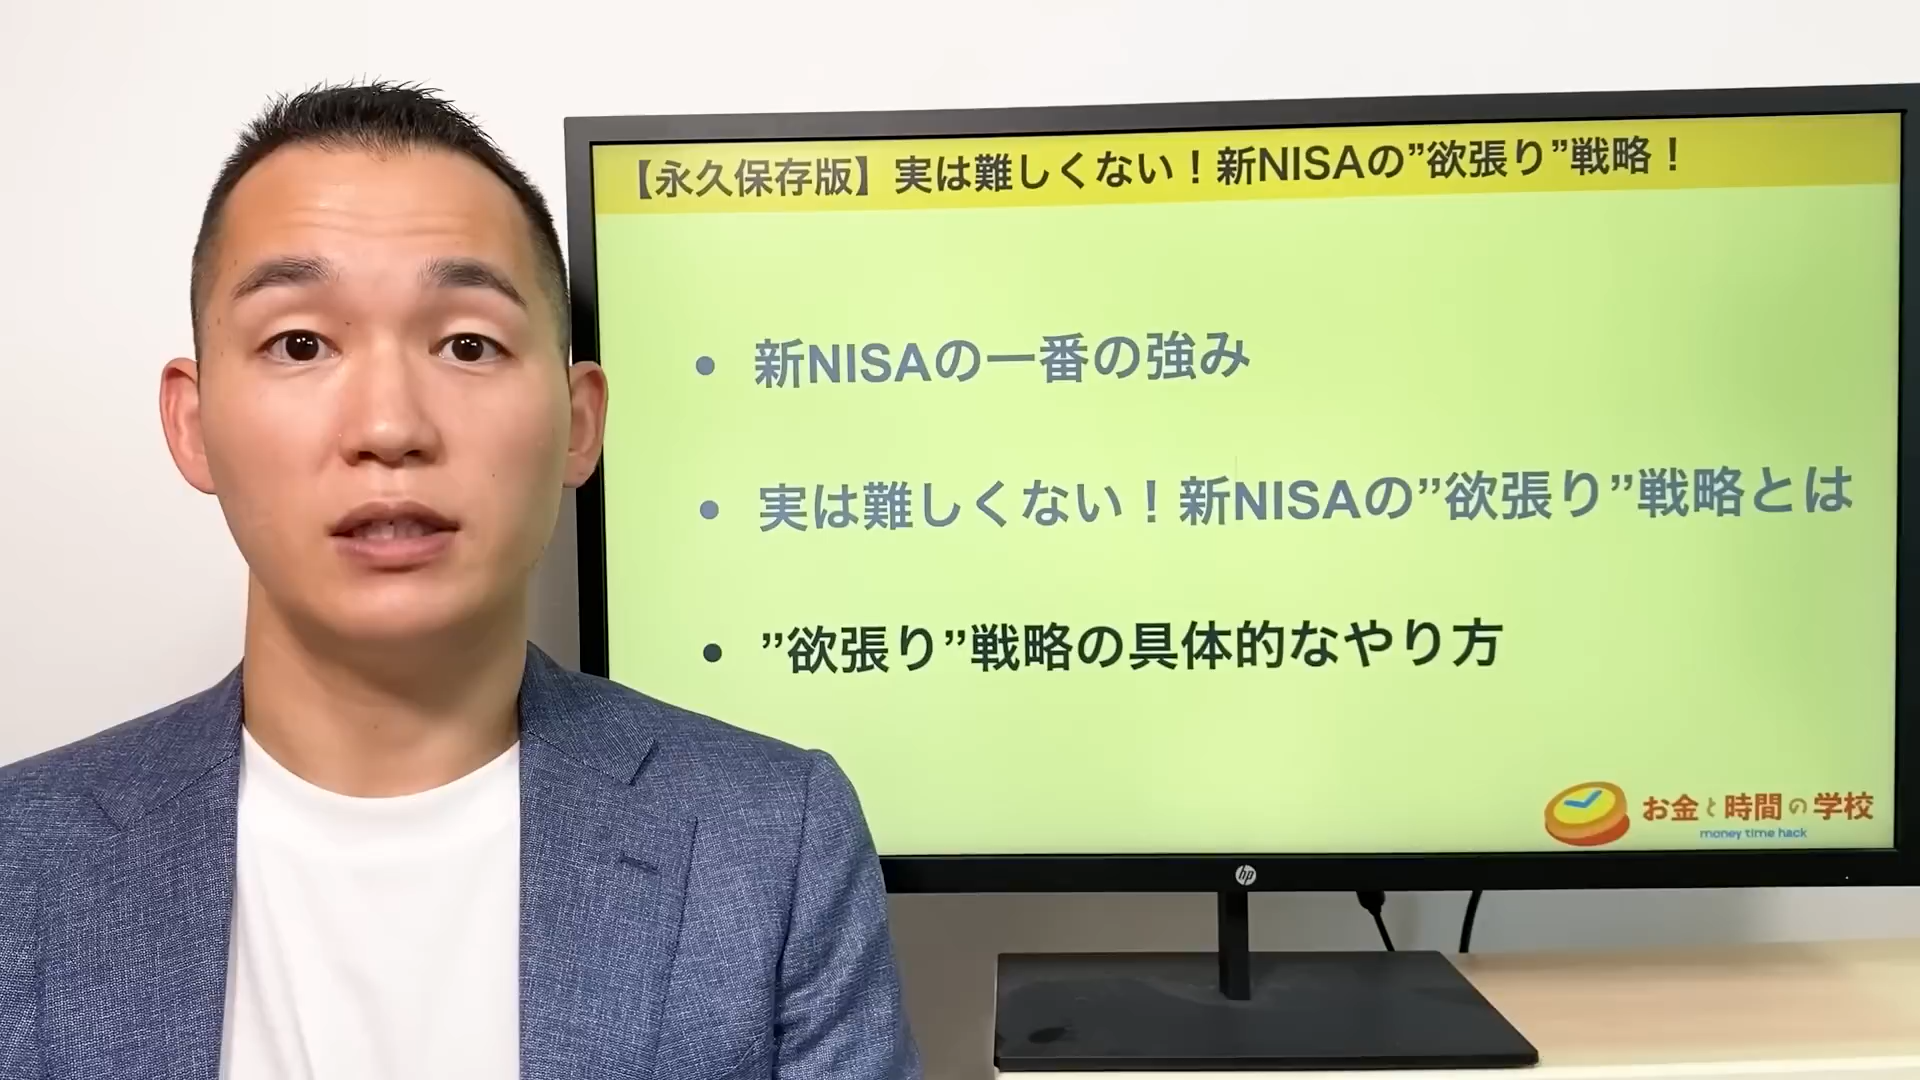 【永久保存版】実は難しくない！新NISAの”欲張り”戦略！
• 新NISAの一番の強み
• 実は難しくない！新NISAの”欲張り”戦略とは
• ”欲張り”戦略の具体的なやり方
お金と時間の学校
money time hack
hp